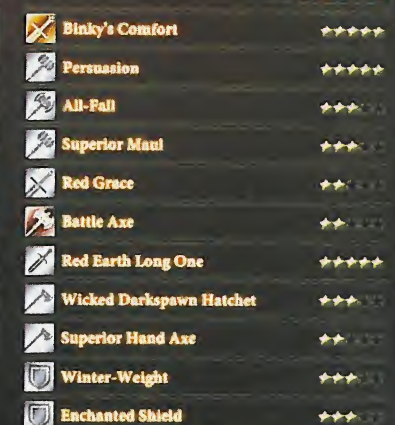 Binky's Comfort
Persuasion
All-Fall
Superior Maul
Red Grace
Battle Axe
Red Earth Long One
Wicked Darkspawn Hatchet
Superior Hand Axe
Winter-Weight
Enchanted Shield